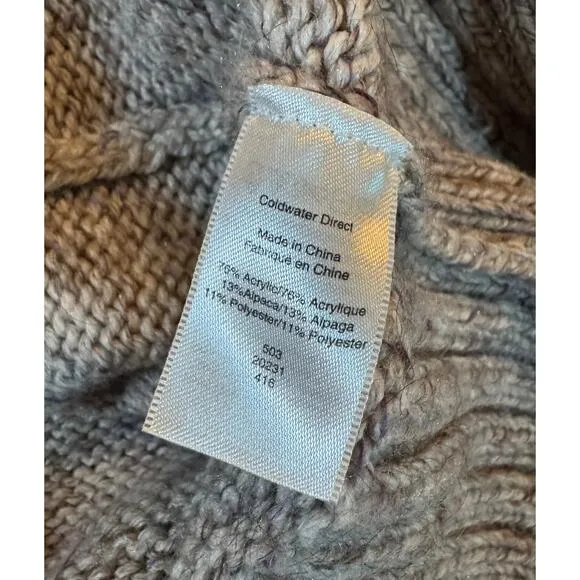 Coldwater Direct
Made in China
Fabriqué en Chine
76% Acrylic/76% Acrylique
13%Alpaca/13% Alpaga
11% Polyester/11% Polyester
503
20231
416